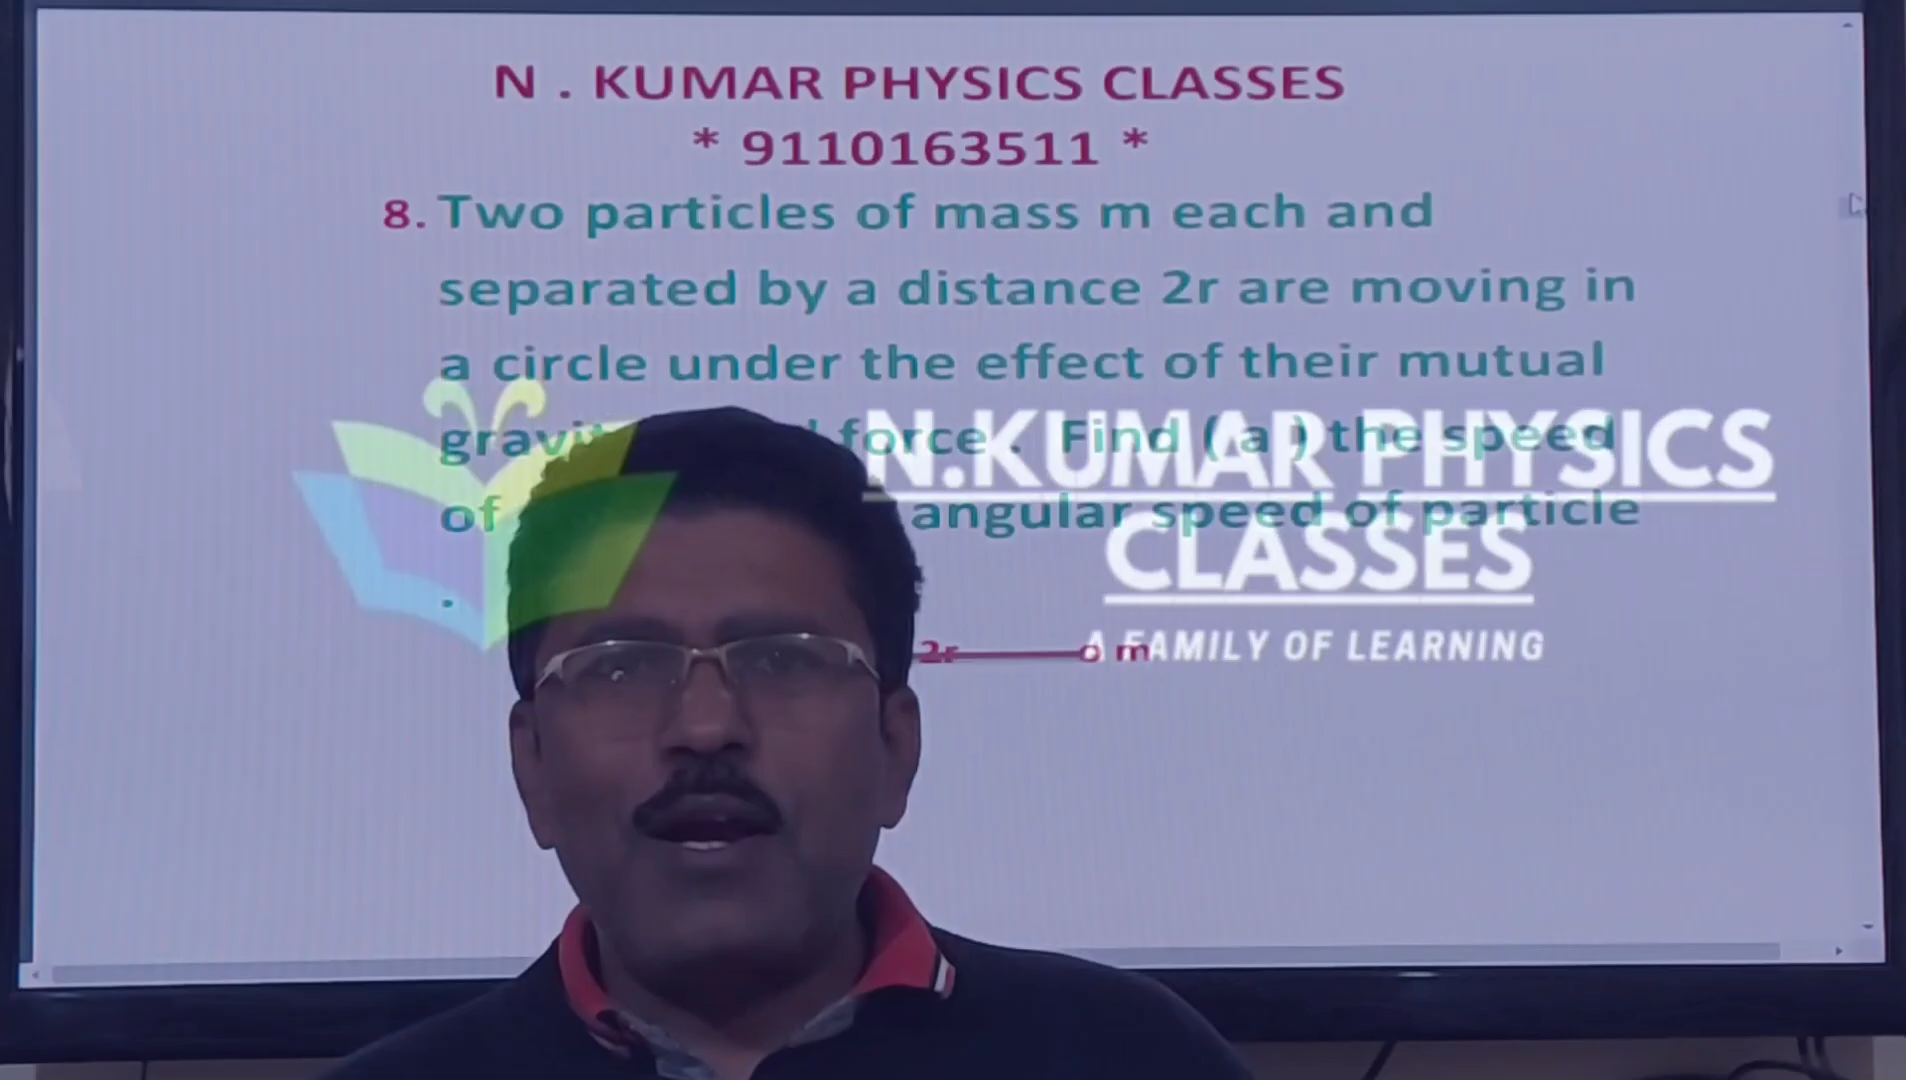 N . KUMAR PHYSICS CLASSES
* 9110163511 *
8. Two particles of mass m each and
separated by a distance 2r are moving in
a circle under the effect of their mutual
force . Find ( a ) the speed
of angular speed of particle
.
2r o m
N.KUMAR PHYSICS
CLASSES
A FAMILY OF LEARNING